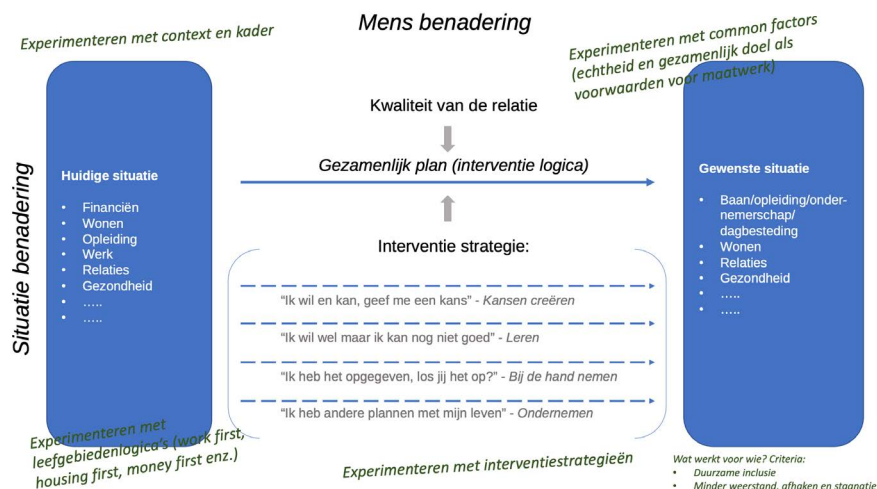 Mens benadering
Experimenteren met context en kader
Experimenteren met common factors
(echtheid en gezamenlijk doel als
voorwaarden voor maatwerk)
Situatie benadering
Huidige situatie
• Financiën
• Wonen
• Opleiding
• Werk
• Relaties
• Gezondheid
• …..
• …..
Kwaliteit van de relatie
Gezamenlijk plan (interventie logica)
Interventie strategie:
“Ik wil en kan, geef me een kans” - Kansen creëren
“Ik wil wel maar ik kan nog niet goed” - Leren
“Ik heb het opgegeven, los jij het op?” - Bij de hand nemen
“Ik heb andere plannen met mijn leven” - Ondernemen
Gewenste situatie
• Baan/opleiding/onder-
nemerschap/
dagbesteding
• Wonen
• Relaties
• Gezondheid
• …..
• …..
Experimenteren met
leefgebiedenlogica’s (work first,
housing first, money first enz.)
Experimenteren met interventiestrategieën
Wat werkt voor wie? Criteria:
• Duurzame inclusie
• Minder weerstand, afhaken en stagnatie